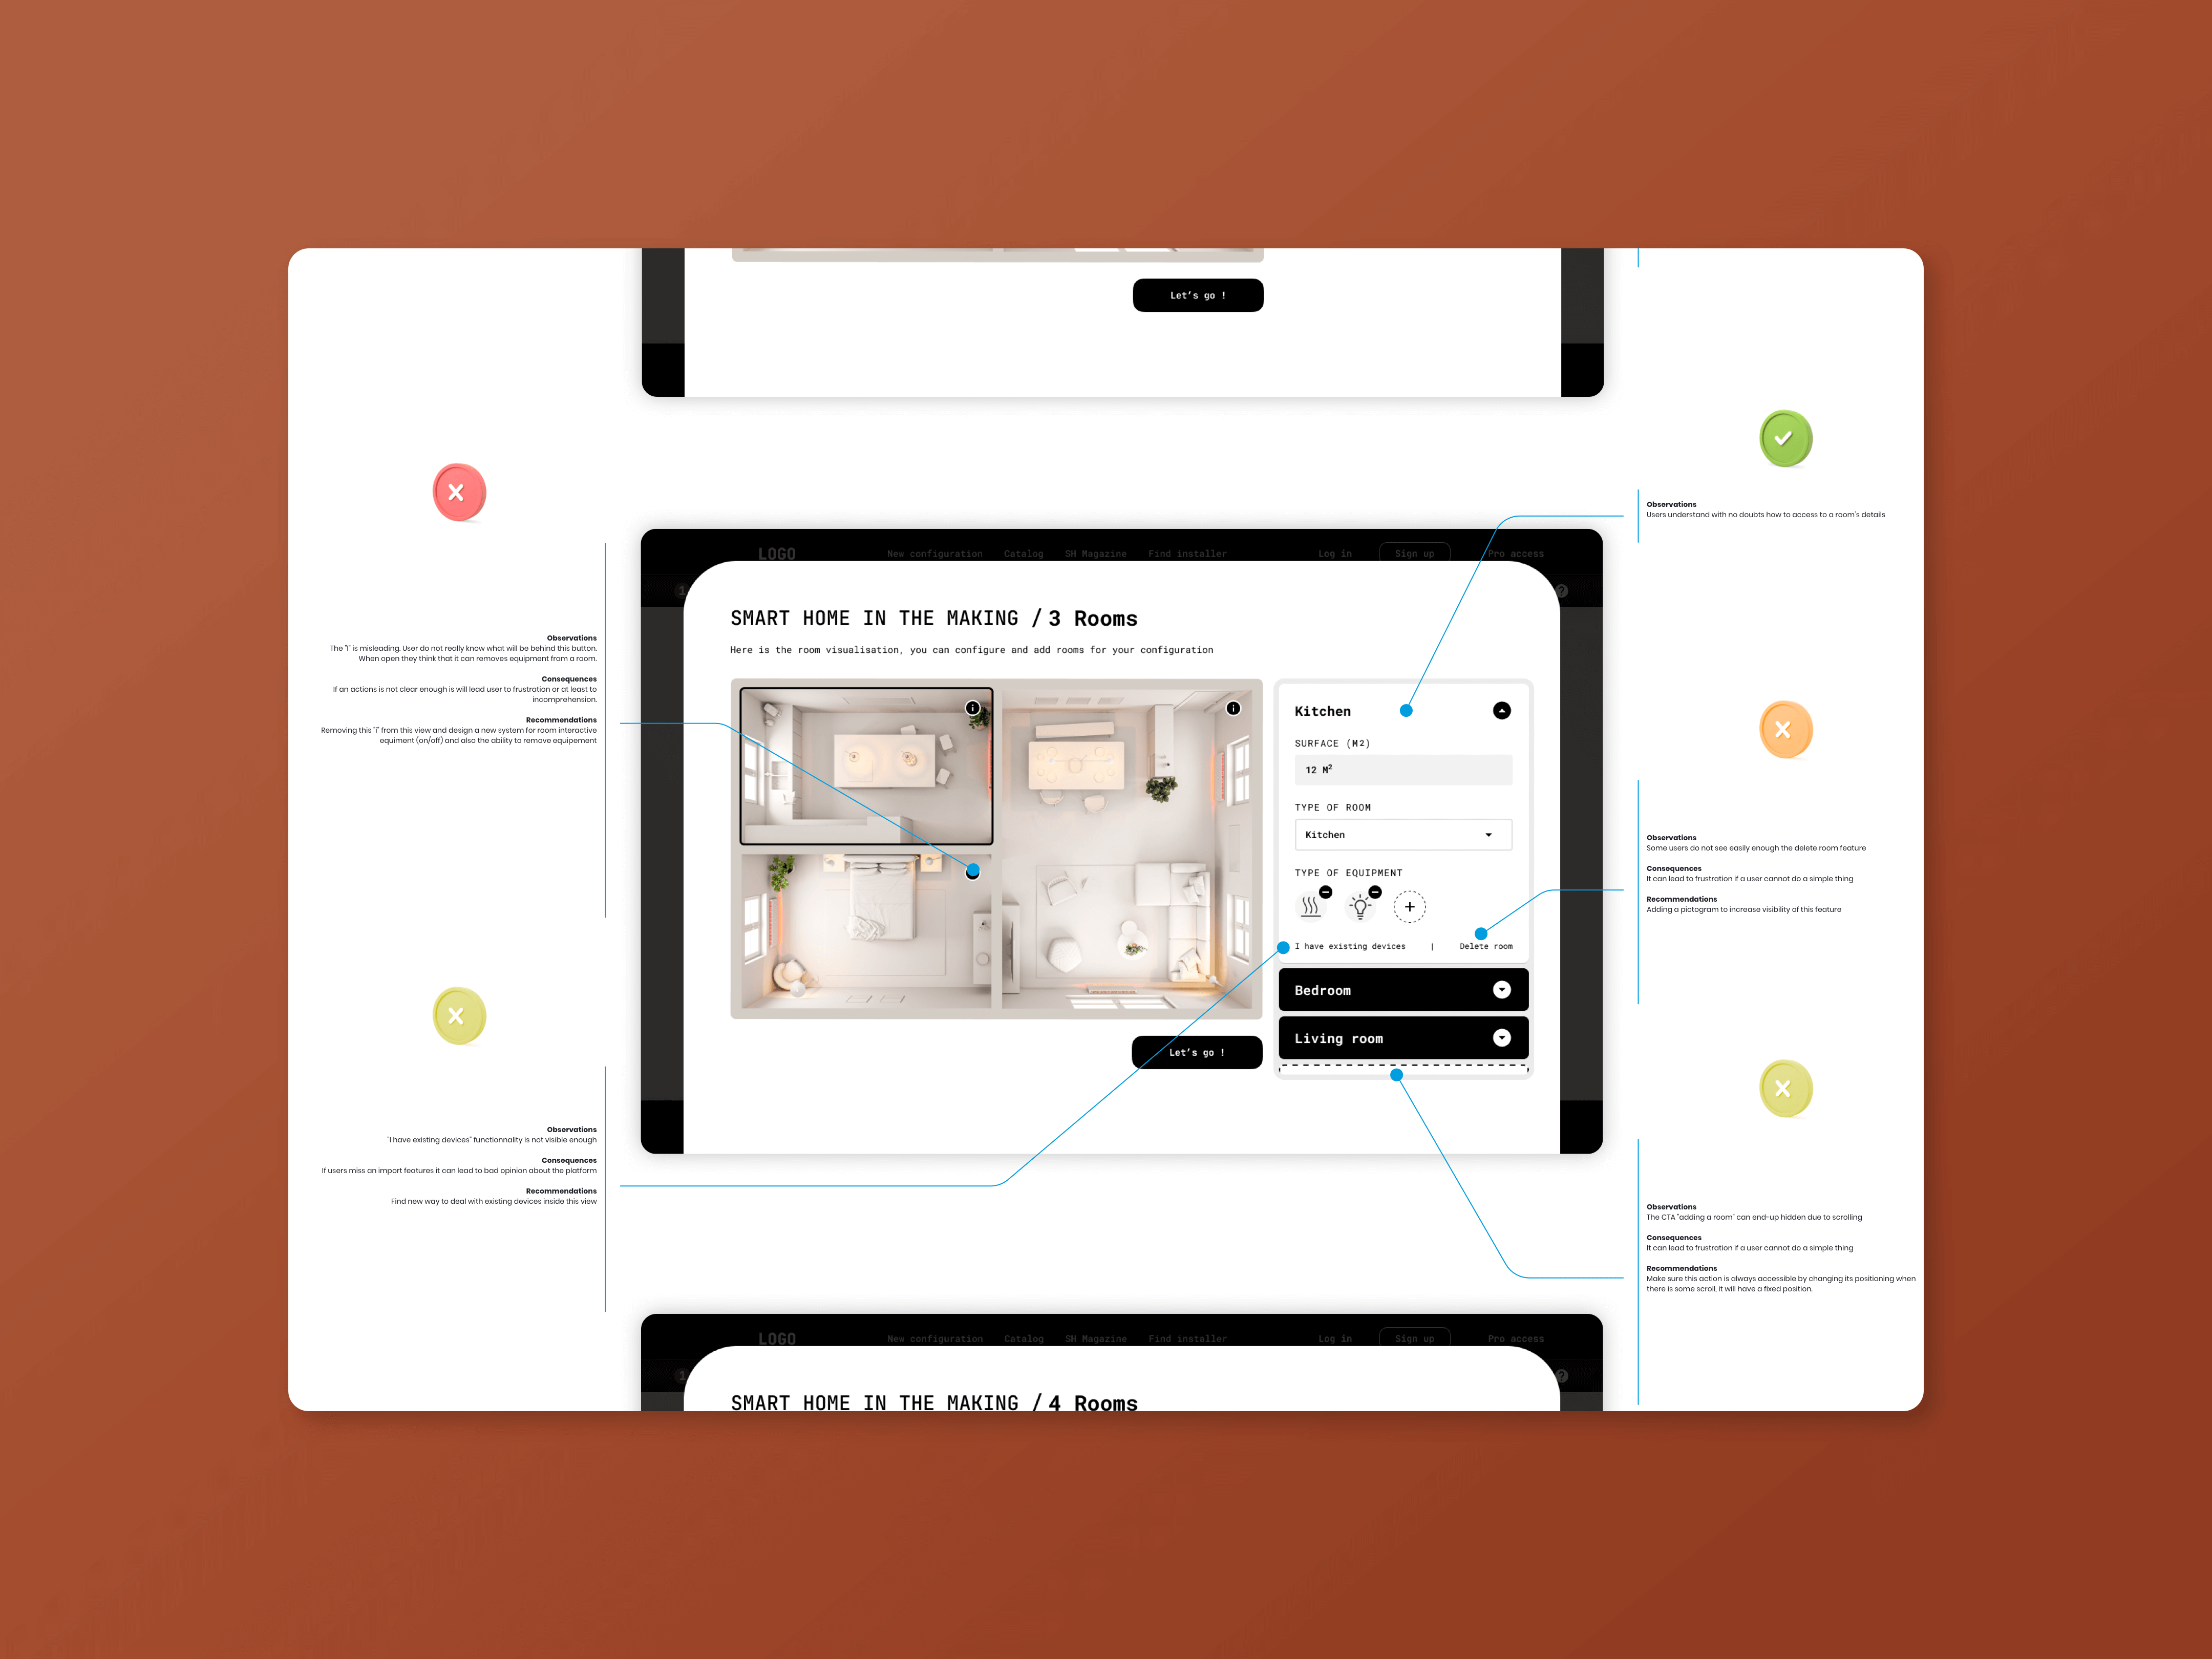 Let's go !
Observations
Users understand with no doubts how to access to a room's details
LOGO
New configuration
Catalog
SH Magazine
Find installer
Log in
Sign up
Pro access
1
?
SMART HOME IN THE MAKING / 3 Rooms
Here is the room visualisation, you can configure and add rooms for your configuration
Observations
The "i" is misleading. User do not really know what will be behind this button.
When open they think that it can removes equipment from a room.
Consequences
If an actions is not clear enough is will lead user to frustration or at least to
incomprehension.
Recommendations
Removing this "i" from this view and design a new system for room interactive
equiment (on/off) and also the ability to remove equipement
i
i
Kitchen
SURFACE (M2)
12 M²
TYPE OF ROOM
Kitchen
TYPE OF EQUIPMENT
I have existing devices | Delete room
Bedroom
Living room
Let's go !
Observations
Some users do not see easily enough the delete room feature
Consequences
It can lead to frustration if a user cannot do a simple thing
Recommendations
Adding a pictogram to increase visibility of this feature
Observations
"I have existing devices" functionnality is not visible enough
Consequences
If users miss an import features it can lead to bad opinion about the platform
Recommendations
Find new way to deal with existing devices inside this view
Observations
The CTA "adding a room" can end-up hidden due to scrolling
Consequences
It can lead to frustration if a user cannot do a simple thing
Recommendations
Make sure this action is always accessible by changing its positioning when
there is some scroll, it will have a fixed position.
LOGO
New configuration
Catalog
SH Magazine
Find installer
Log in
Sign up
Pro access
1
?
SMART HOME IN THE MAKING / 4 Rooms